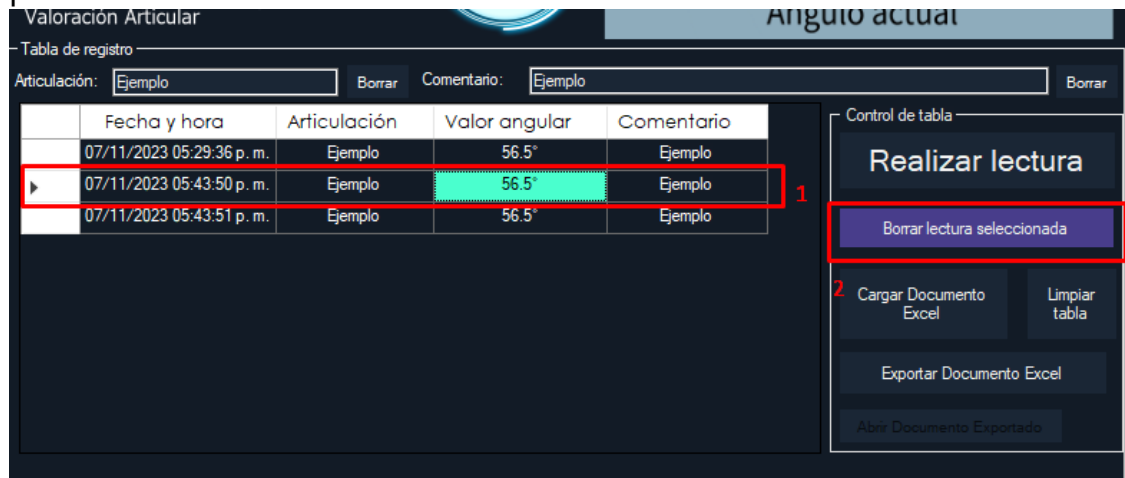 Valoración Articular
Angulo actual
Tabla de registro
Articulación: Ejemplo Borrar Comentario: Ejemplo Borrar
Fecha y hora Articulación Valor angular Comentario
07/11/2023 05:29:36 p. m. Ejemplo 56.5° Ejemplo
07/11/2023 05:43:50 p. m. Ejemplo 56.5° Ejemplo
1
07/11/2023 05:43:51 p. m. Ejemplo 56.5° Ejemplo
Control de tabla
Realizar lectura
Borrar lectura seleccionada
2
Cargar Documento
Excel
Limpiar
tabla
Exportar Documento Excel
Abrir Documento Exportado